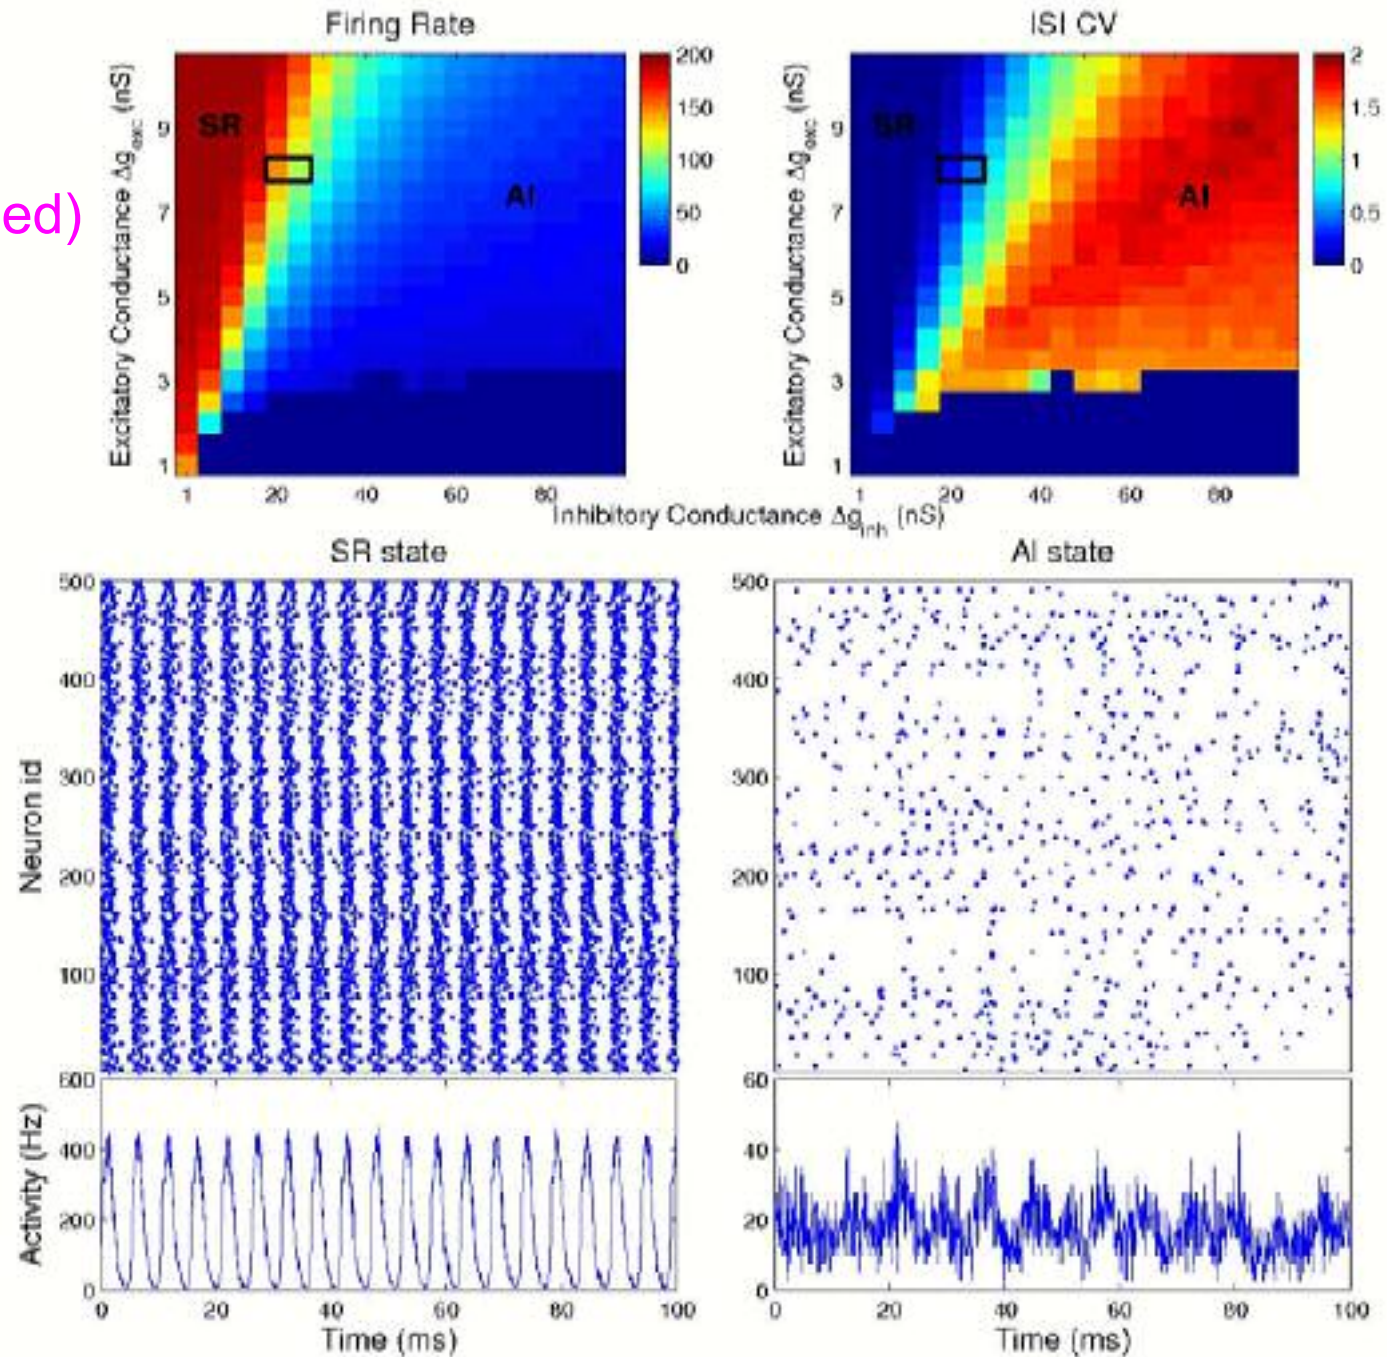 Firing Rate
ISI CV
ed)
Excitatory Conductance Δg_exc (nS)
9
7
5
3
1
SR
AI
1 20 40 60 80
200
150
100
50
0
Excitatory Conductance Δg_exc (nS)
9
7
5
3
1
SR
AI
1 20 40 60 80
2
1.5
1
0.5
0
Inhibitory Conductance Δg_inh (nS)
SR state
AI state
Neuron id
500
400
300
200
100
500
400
300
200
100
Activity (Hz)
600
400
200
0
0 20 40 60 80 100
Time (ms)
60
40
20
0
0 20 40 60 80 100
Time (ms)